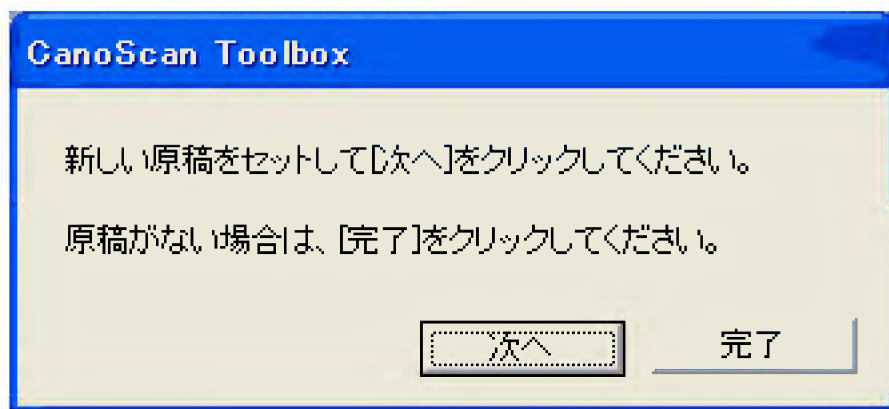 CanoScan Toolbox
新しい原稿をセットして[次へ]をクリックしてください。
原稿がない場合は、[完了]をクリックしてください。
次へ
完了